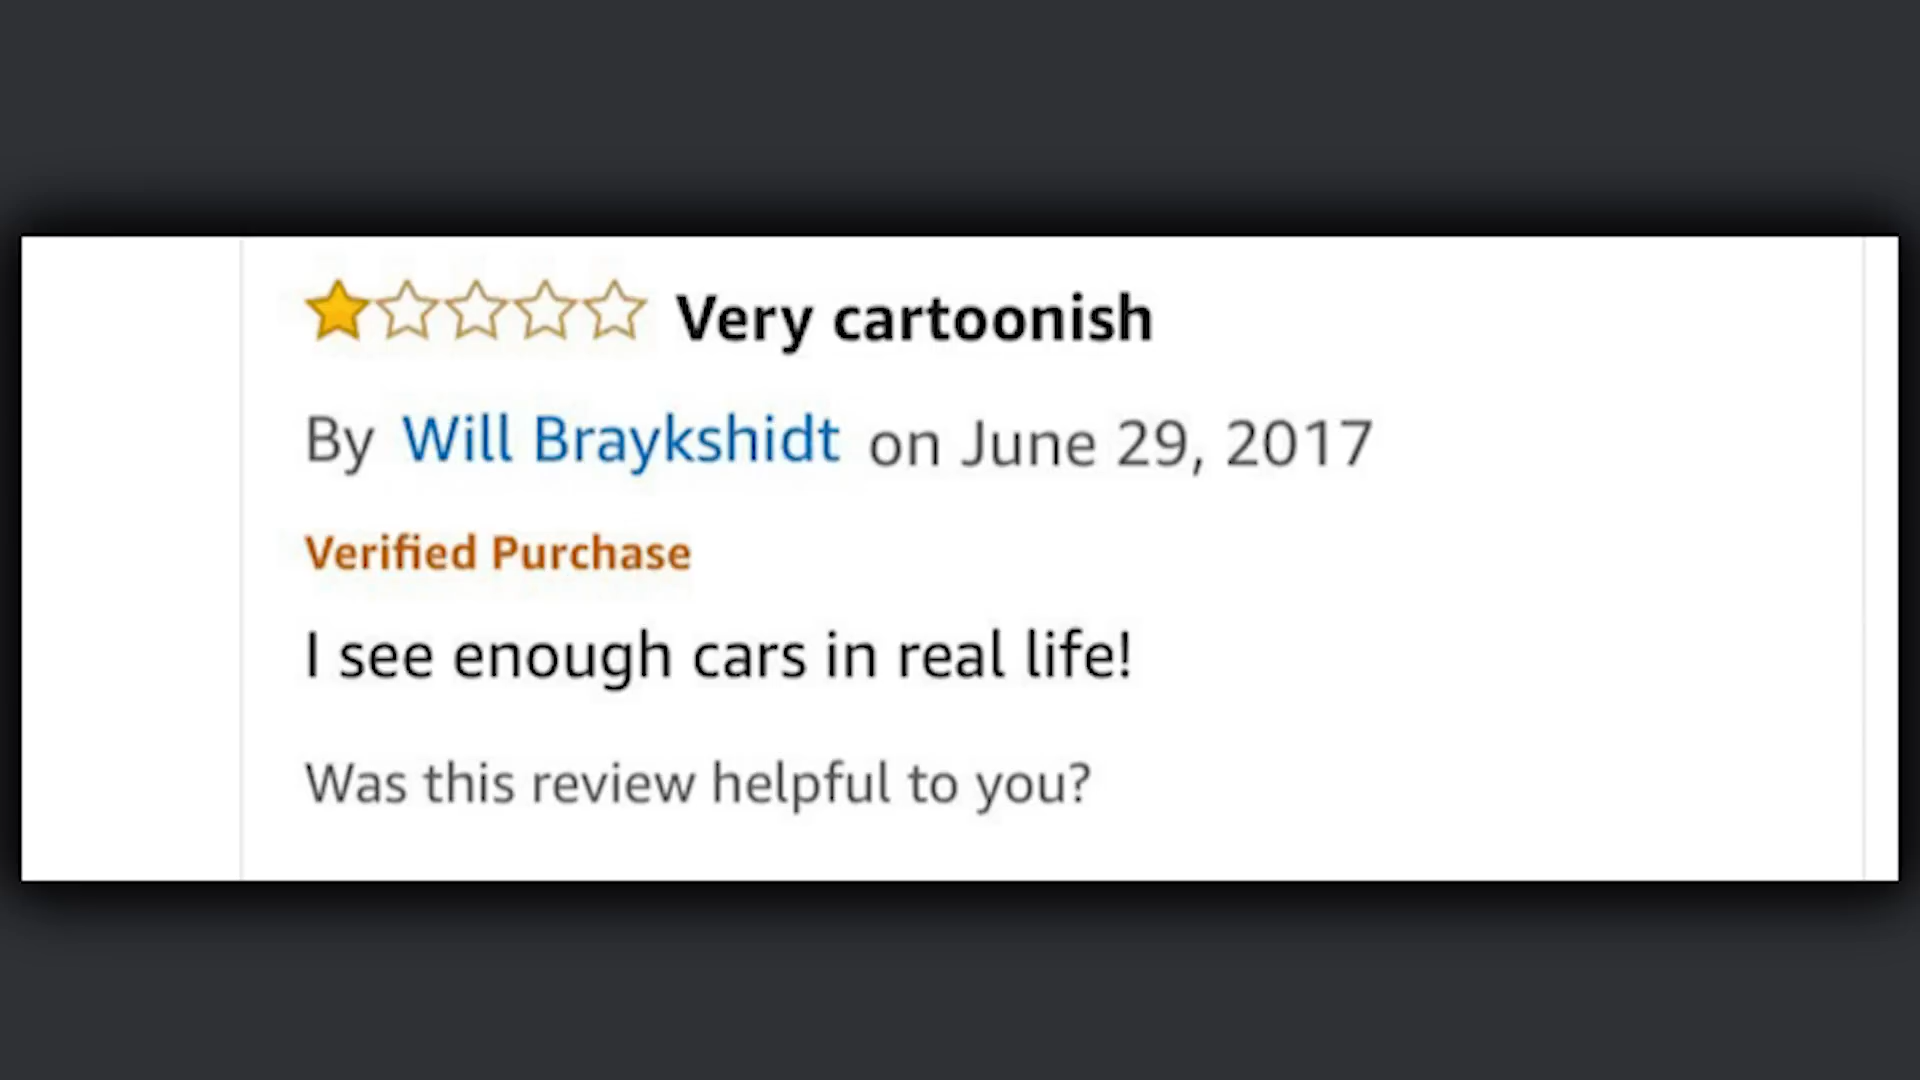 Very cartoonish
By Will Braykshidt on June 29, 2017
Verified Purchase
I see enough cars in real life!
Was this review helpful to you?